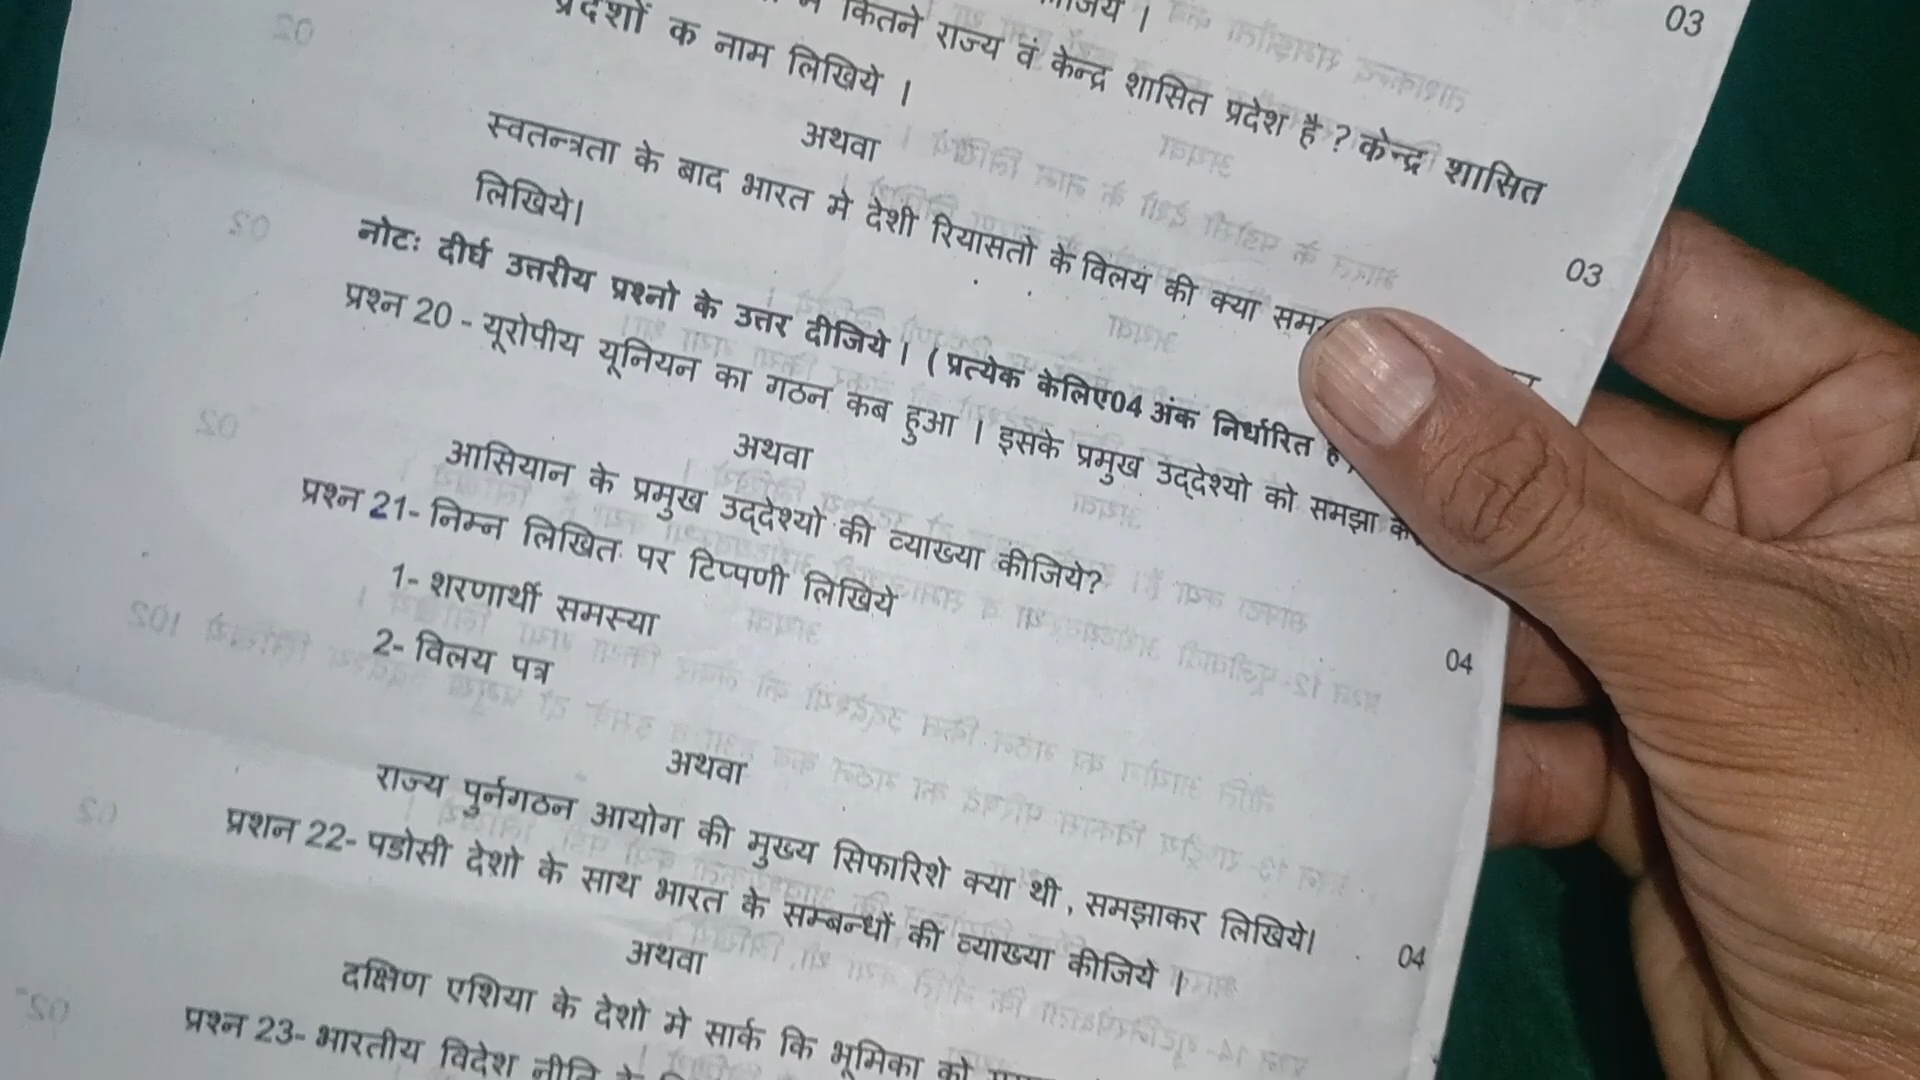 03
कितने राज्य वं केन्द्र शासित प्रदेश है ? केन्द्र शासित
प्रदेशों क नाम लिखिये ।
अथवा
स्वतन्त्रता के बाद भारत मे देशी रियासतो के विलय की क्या
03
लिखिये।
नोटः दीर्घ उत्तरीय प्रश्नो के उत्तर दीजिये । ( प्रत्येक केलिए04 अंक निर्धारित
प्रश्न 20 - यूरोपीय यूनियन का गठन कब हुआ । इसके प्रमुख उद्देश्यो को समझा
अथवा
आसियान के प्रमुख उद्देश्यो की व्याख्या कीजिये?
04
प्रश्न 21- निम्न लिखित पर टिप्पणी लिखिये
1- शरणार्थी समस्या
2- विलय पत्र
अथवा
राज्य पुर्नगठन आयोग की मुख्य सिफारिशे क्या थी , समझाकर लिखिये।
04
प्रशन 22- पडोसी देशो के साथ भारत के सम्बन्धों की व्याख्या कीजिये ।
अथवा
दक्षिण एशिया के देशो मे सार्क कि भूमिका को
प्रश्न 23- भारतीय विदेश नीति